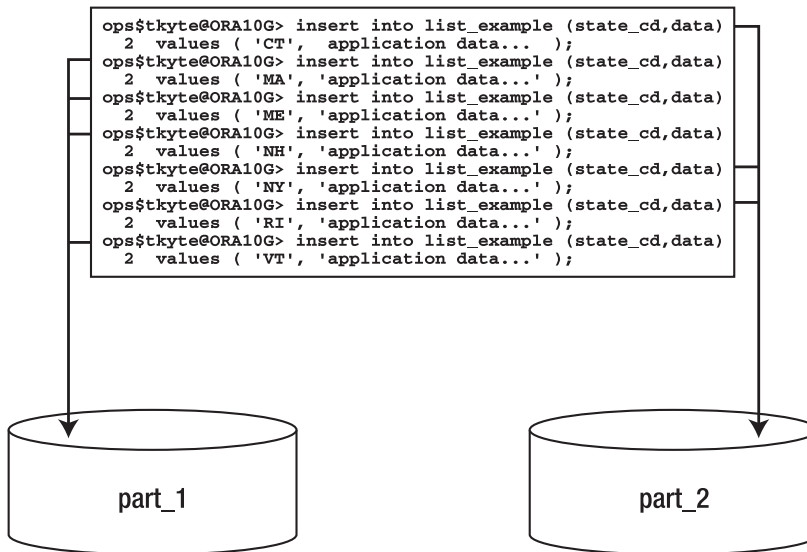 ops$tkyte@ORA10G> insert into list_example (state_cd,data)
2 values ( 'CT', application data... );
ops$tkyte@ORA10G> insert into list_example (state_cd,data)
2 values ( 'MA', 'application data...' );
ops$tkyte@ORA10G> insert into list_example (state_cd,data)
2 values ( 'ME', 'application data...' );
ops$tkyte@ORA10G> insert into list_example (state_cd,data)
2 values ( 'NH', 'application data...' );
ops$tkyte@ORA10G> insert into list_example (state_cd,data)
2 values ( 'NY', 'application data...' );
ops$tkyte@ORA10G> insert into list_example (state_cd,data)
2 values ( 'RI', 'application data...' );
ops$tkyte@ORA10G> insert into list_example (state_cd,data)
2 values ( 'VT', 'application data...' );
part_1
part_2